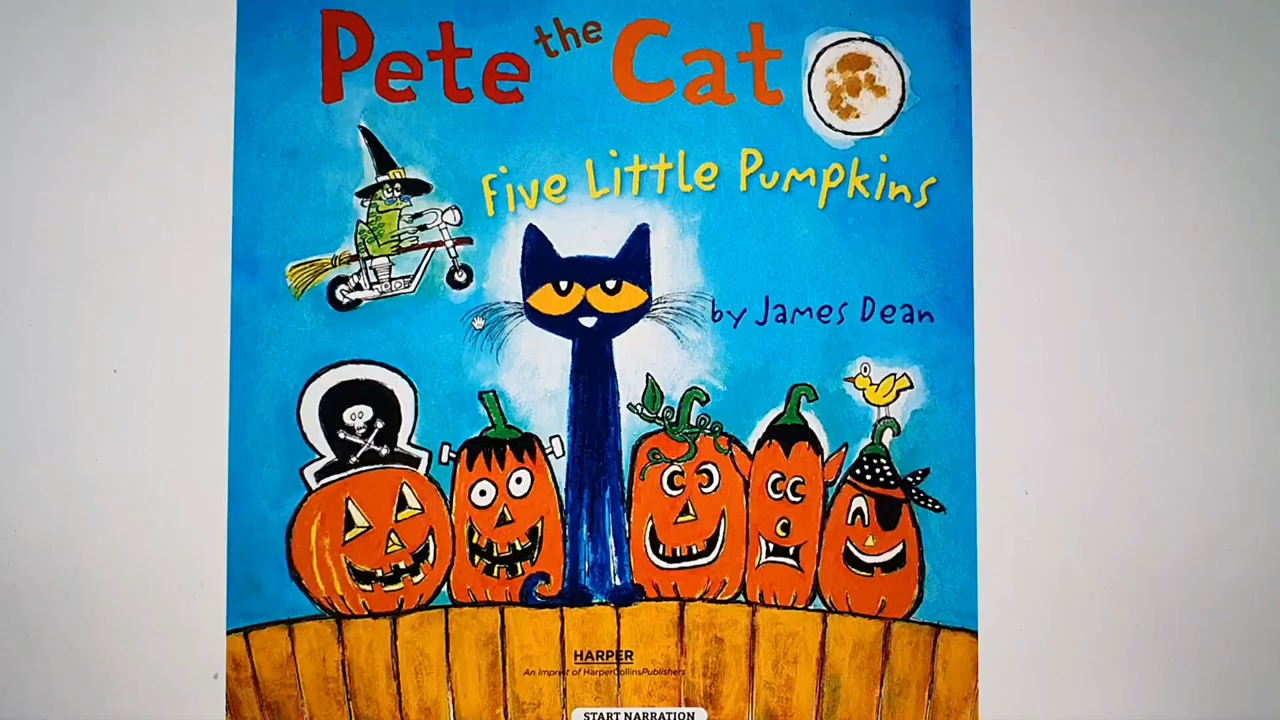 Pete the Cat
Five Little Pumpkins
by James Dean
HARPER
An Imprint of HarperCollinsPublishers
START NARRATION